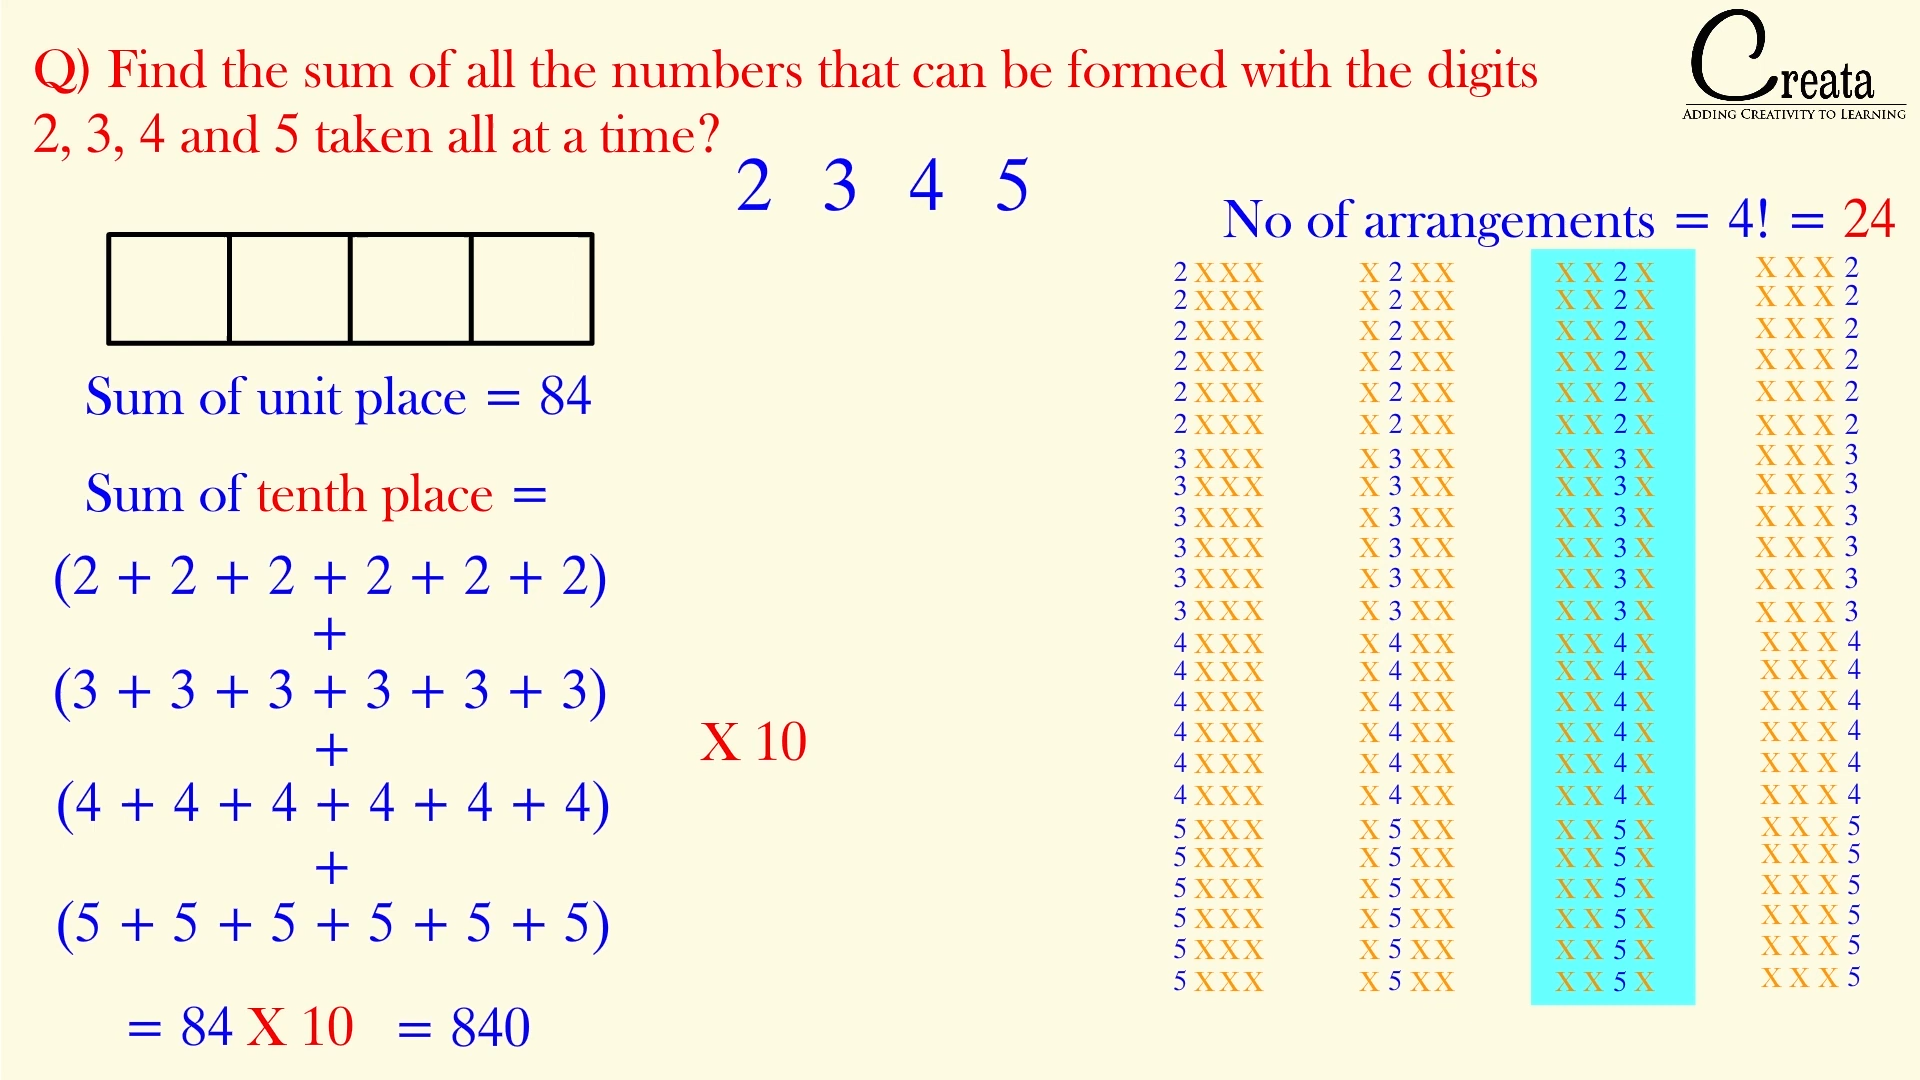 Q) Find the sum of all the numbers that can be formed with the digits
2, 3, 4 and 5 taken all at a time?
Creata
ADDING CREATIVITY TO LEARNING
2 3 4 5
No of arrangements = 4! = 24
Sum of unit place = 84
Sum of tenth place =
(2 + 2 + 2 + 2 + 2 + 2)
+
(3 + 3 + 3 + 3 + 3 + 3)
+
(4 + 4 + 4 + 4 + 4 + 4)
+
(5 + 5 + 5 + 5 + 5 + 5)
X 10
= 84 X 10 = 840
2 X X X X 2 X X X X 2 X X X X 2
2 X X X X 2 X X X X 2 X X X X 2
2 X X X X 2 X X X X 2 X X X X 2
2 X X X X 2 X X X X 2 X X X X 2
2 X X X X 2 X X X X 2 X X X X 2
2 X X X X 2 X X X X 2 X X X X 2
3 X X X X 3 X X X X 3 X X X X 3
3 X X X X 3 X X X X 3 X X X X 3
3 X X X X 3 X X X X 3 X X X X 3
3 X X X X 3 X X X X 3 X X X X 3
3 X X X X 3 X X X X 3 X X X X 3
3 X X X X 3 X X X X 3 X X X X 3
4 X X X X 4 X X X X 4 X X X X 4
4 X X X X 4 X X X X 4 X X X X 4
4 X X X X 4 X X X X 4 X X X X 4
4 X X X X 4 X X X X 4 X X X X 4
4 X X X X 4 X X X X 4 X X X X 4
4 X X X X 4 X X X X 4 X X X X 4
5 X X X X 5 X X X X 5 X X X X 5
5 X X X X 5 X X X X 5 X X X X 5
5 X X X X 5 X X X X 5 X X X X 5
5 X X X X 5 X X X X 5 X X X X 5
5 X X X X 5 X X X X 5 X X X X 5
5 X X X X 5 X X X X 5 X X X X 5